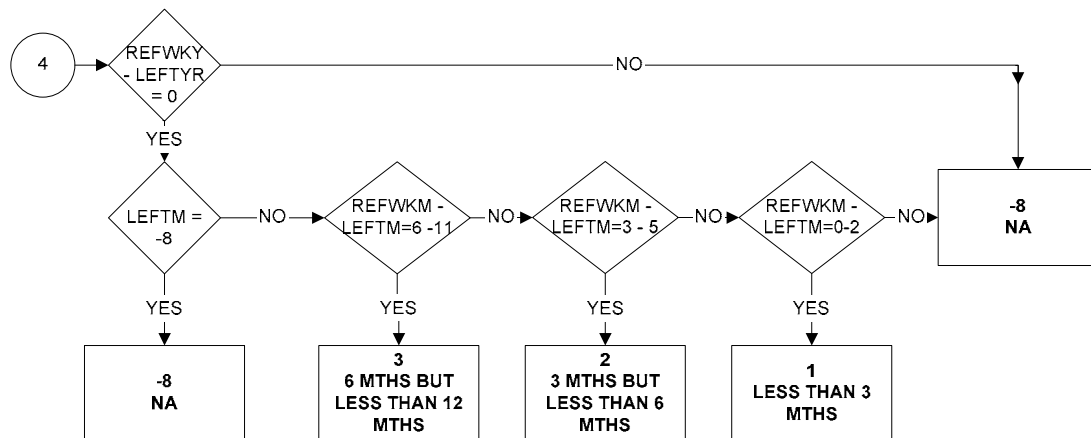 4
REFWKY
- LEFTYR
= 0
NO
YES
LEFTM =
-8
NO
REFWKM -
LEFTM=6 -11
NO
REFWKM -
LEFTM=3 - 5
NO
REFWKM -
LEFTM=0-2
NO
-8
NA
YES
YES
YES
YES
-8
NA
3
6 MTHS BUT
LESS THAN 12
MTHS
2
3 MTHS BUT
LESS THAN 6
MTHS
1
LESS THAN 3
MTHS